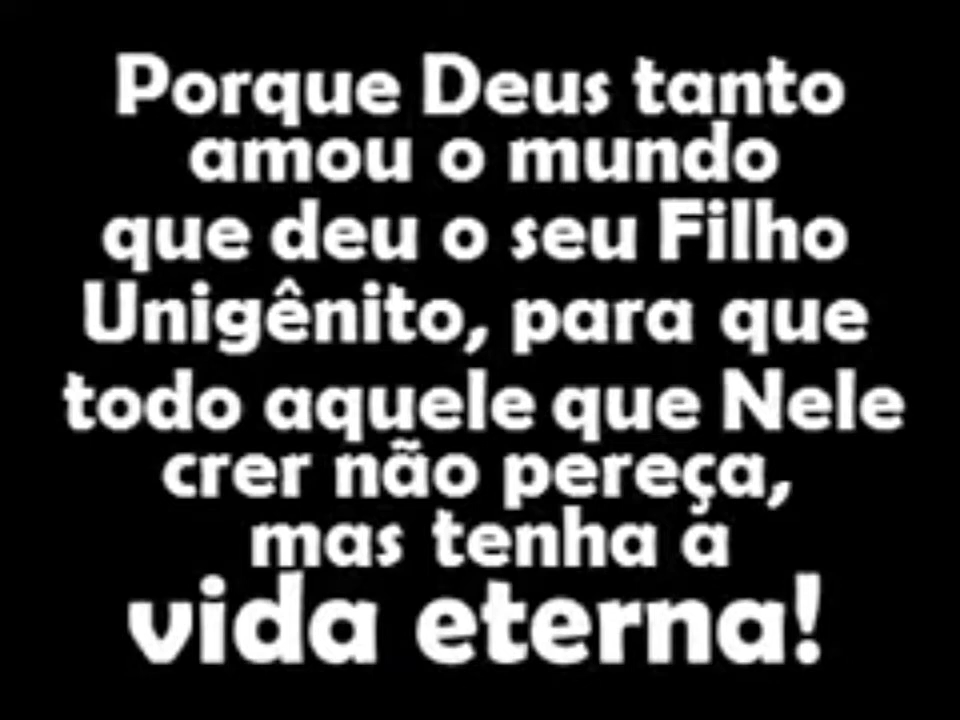 Porque Deus tanto
amou o mundo
que deu o seu Filho
Unigênito, para que
todo aquele que Nele
crer não pereça,
mas tenha a
vida eterna!